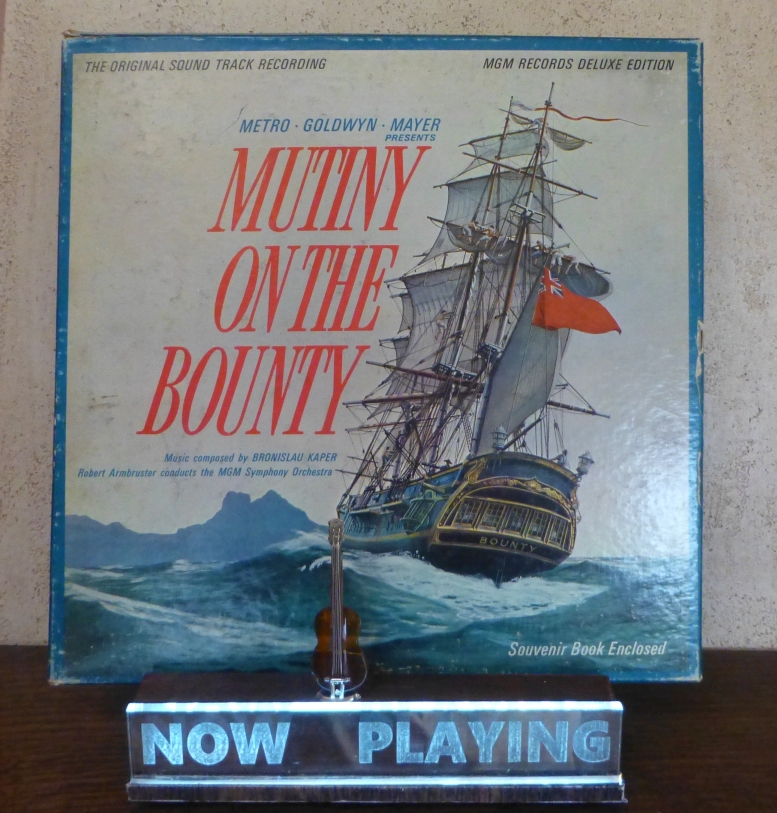 THE ORIGINAL SOUND TRACK RECORDING
MGM RECORDS DELUXE EDITION
METRO · GOLDWYN · MAYER
PRESENTS
MUTINY
ON THE
BOUNTY
Music composed by BRONISLAU KAPER
Robert Armbruster conducts the MGM Symphony Orchestra
BOUNTY
Souvenir Book Enclosed
NOW PLAYING